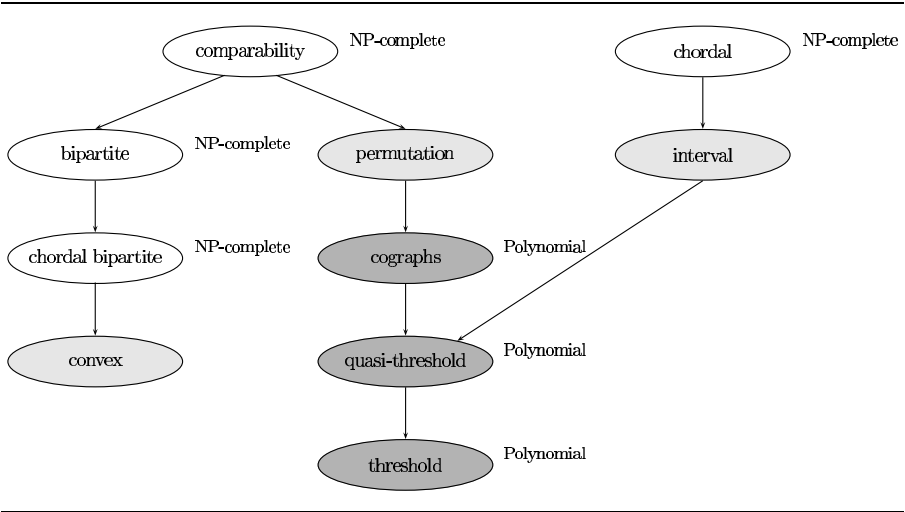 comparability
NP-complete
chordal
NP-complete
bipartite
NP-complete
permutation
interval
chordal bipartite
NP-complete
cographs
Polynomial
convex
quasi-threshold
Polynomial
threshold
Polynomial